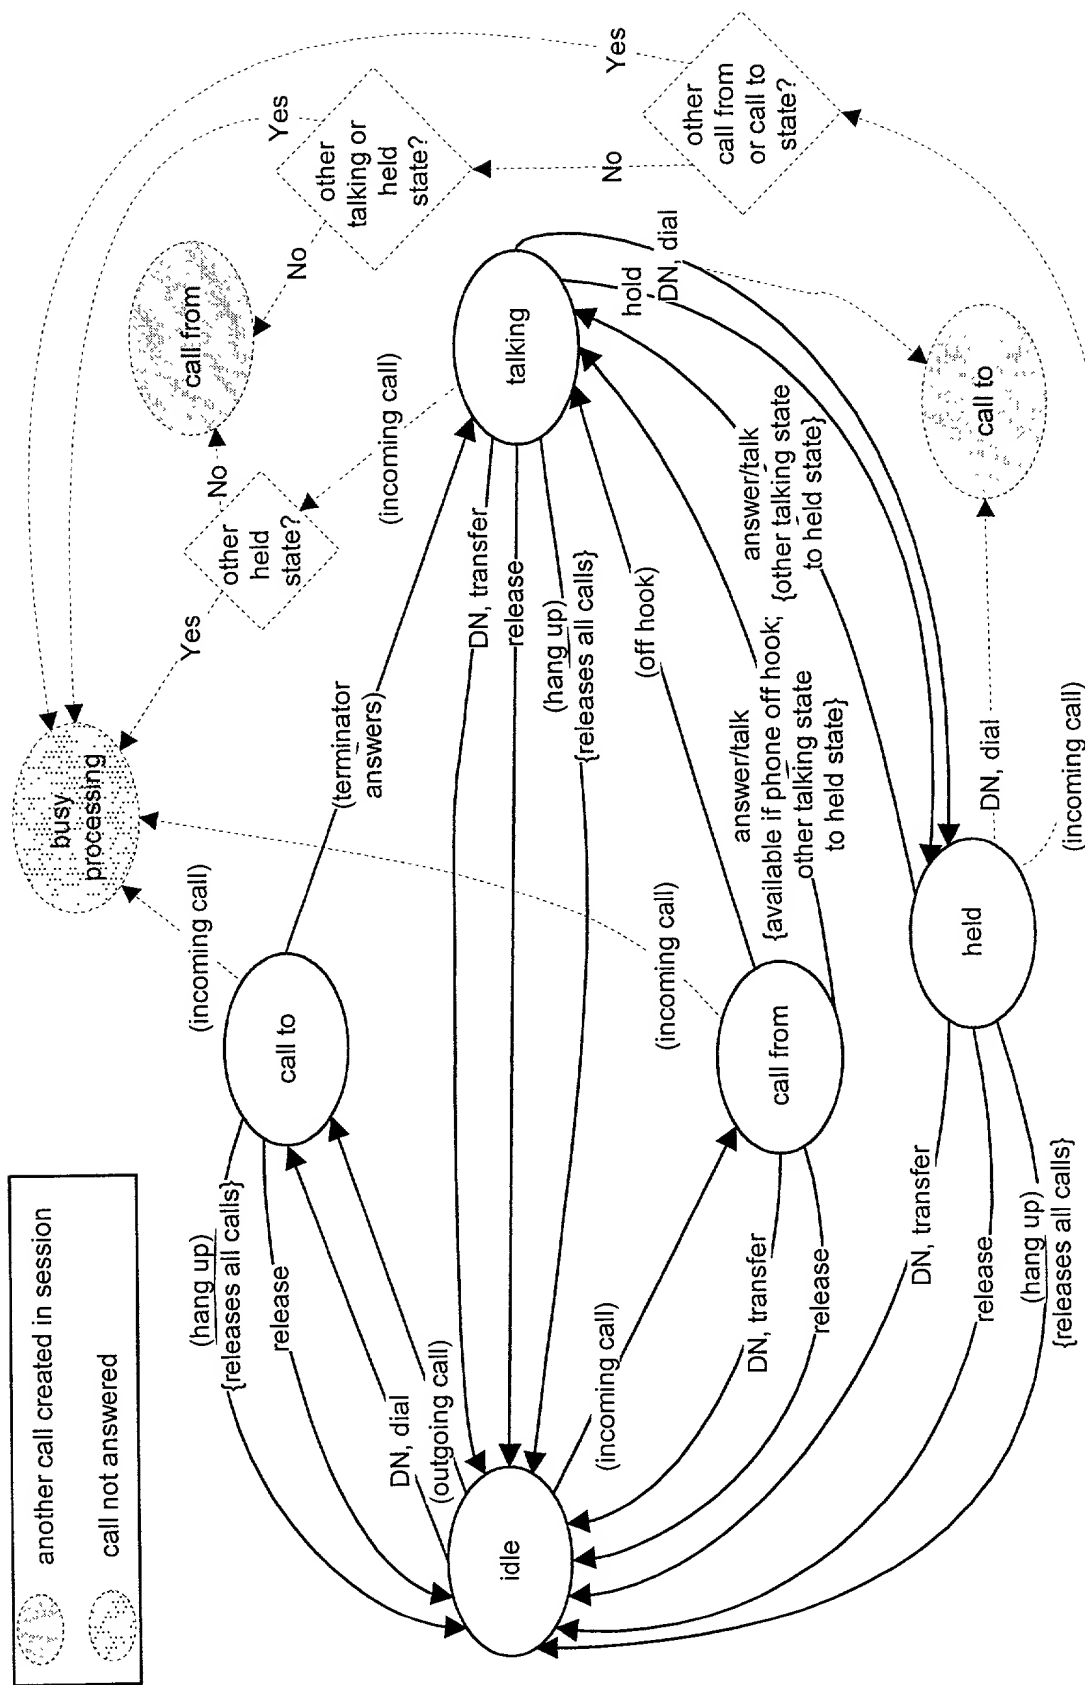 another call created in session
call not answered
busy
processing
Yes
Yes
Yes
other
held
state?
No
call from
No
other
talking or
held
state?
No
other
call from
or call to
state?
(incoming call)
(incoming call)
call to
(terminator
answers)
talking
hold
DN, dial
call to
(hang up)
{releases all calls}
release
DN, dial
(outgoing call)
DN, transfer
release
(hang up)
{releases all calls}
idle
(incoming call)
(incoming call)
(off hook)
call from
answer/talk
{available if phone off hook;
other talking state
to held state}
answer/talk
{other talking state
to held state}
DN, transfer
release
held
DN, dial
(incoming call)
DN, transfer
release
(hang up)
{releases all calls}